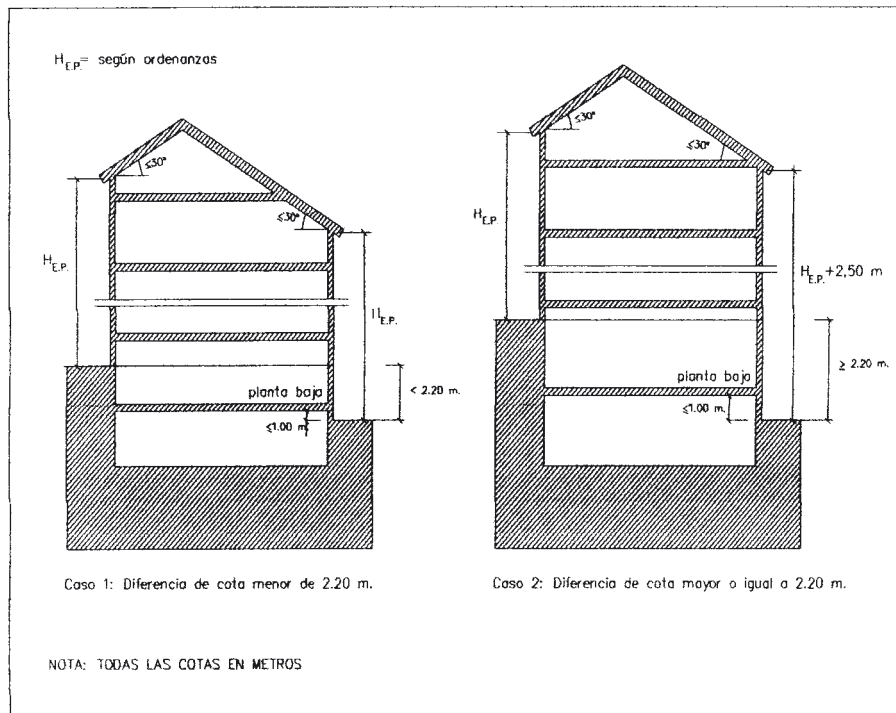 H E.P.= según ordenanzas
≤30°
≤30°
H E.P.
H E.P.
planta baja
< 2.20 m.
≤1.00 m.
Caso 1: Diferencia de cota menor de 2.20 m.
≤30°
≤30°
H E.P.
H E.P.+2,50 m
planta baja
≥ 2.20 m.
≤1.00 m.
Caso 2: Diferencia de cota mayor o igual a 2.20 m.
NOTA: TODAS LAS COTAS EN METROS